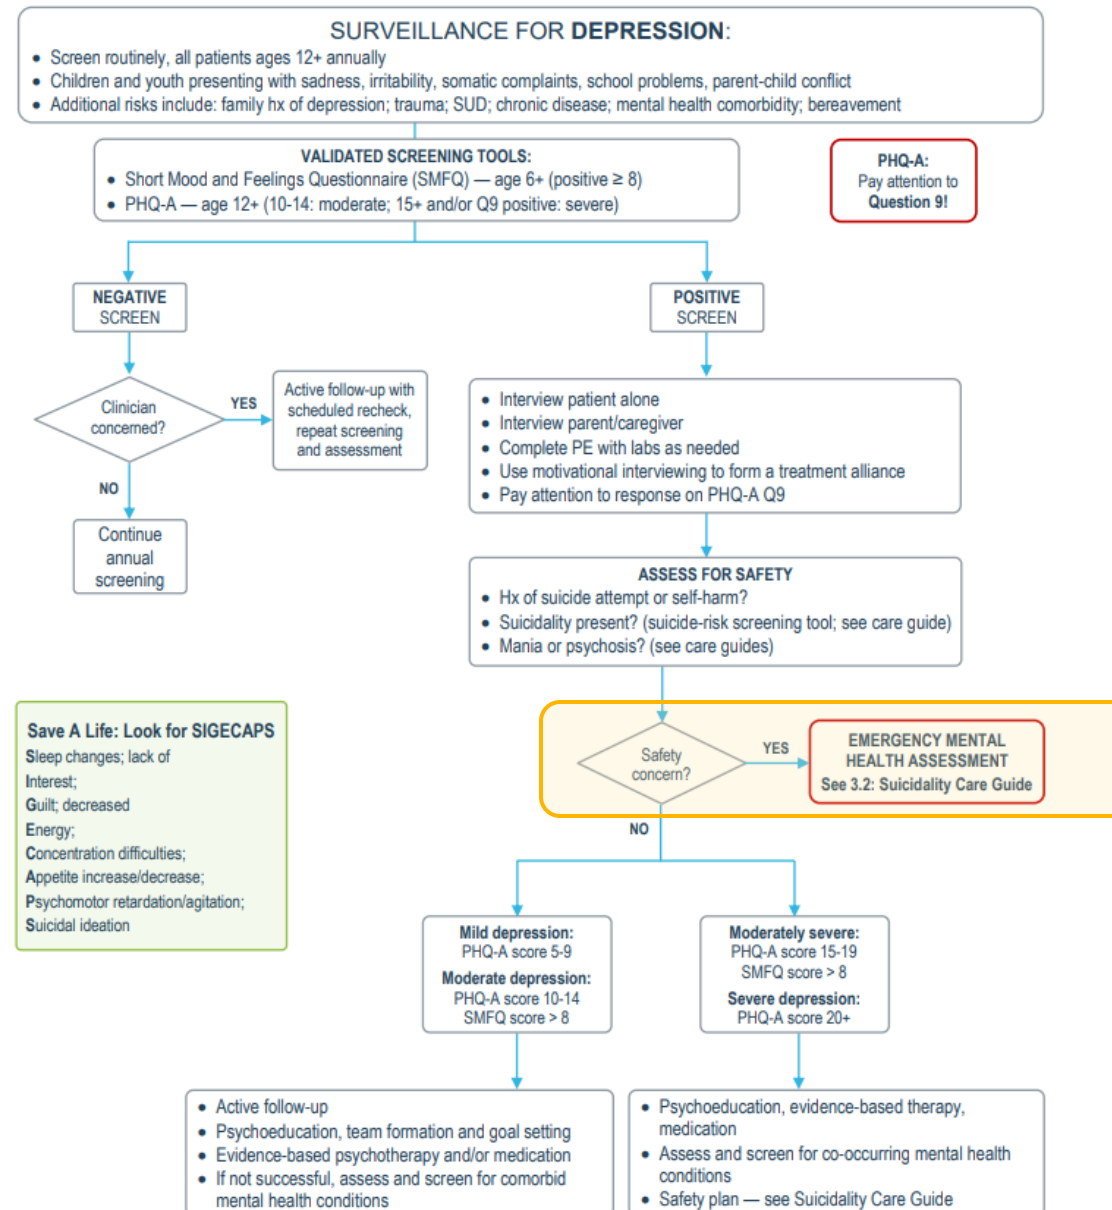 SURVEILLANCE FOR DEPRESSION:
• Screen routinely, all patients ages 12+ annually
• Children and youth presenting with sadness, irritability, somatic complaints, school problems, parent-child conflict
• Additional risks include: family hx of depression; trauma; SUD; chronic disease; mental health comorbidity; bereavement
VALIDATED SCREENING TOOLS:
• Short Mood and Feelings Questionnaire (SMFQ) — age 6+ (positive ≥ 8)
• PHQ-A — age 12+ (10-14: moderate; 15+ and/or Q9 positive: severe)
PHQ-A:
Pay attention to
Question 9!
NEGATIVE
SCREEN
POSITIVE
SCREEN
Clinician
concerned?
YES
Active follow-up with
scheduled recheck,
repeat screening
and assessment
NO
Continue
annual
screening
• Interview patient alone
• Interview parent/caregiver
• Complete PE with labs as needed
• Use motivational interviewing to form a treatment alliance
• Pay attention to response on PHQ-A Q9
ASSESS FOR SAFETY
• Hx of suicide attempt or self-harm?
• Suicidality present? (suicide-risk screening tool; see care guide)
• Mania or psychosis? (see care guides)
Save A Life: Look for SIGECAPS
Sleep changes; lack of
Interest;
Guilt; decreased
Energy;
Concentration difficulties;
Appetite increase/decrease;
Psychomotor retardation/agitation;
Suicidal ideation
Safety
concern?
YES
EMERGENCY MENTAL
HEALTH ASSESSMENT
See 3.2: Suicidality Care Guide
NO
Mild depression:
PHQ-A score 5-9
Moderate depression:
PHQ-A score 10-14
SMFQ score > 8
Moderately severe:
PHQ-A score 15-19
SMFQ score > 8
Severe depression:
PHQ-A score 20+
• Active follow-up
• Psychoeducation, team formation and goal setting
• Evidence-based psychotherapy and/or medication
• If not successful, assess and screen for comorbid
mental health conditions
• Psychoeducation, evidence-based therapy,
medication
• Assess and screen for co-occurring mental health
conditions
• Safety plan — see Suicidality Care Guide